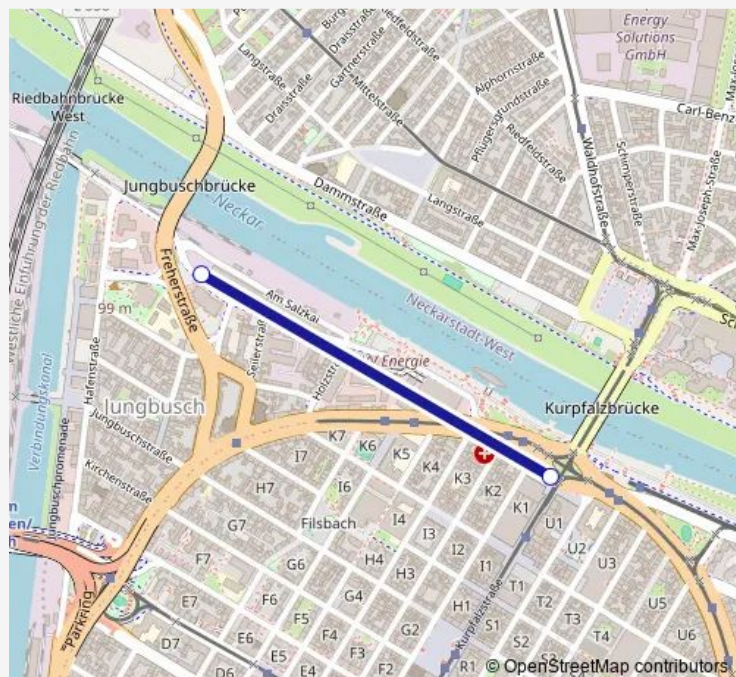 Energy
Solutions
GmbH
Draisstraße
Gärtnerstraße
Riedfeldstraße
Langstraße
Draisstraße
Mittelstraße
Alphornstraße
Carl-Benz
Max-Joseph-Straße
Riedbahnbrücke
West
Pflügersgrundstraße
Riedfeldstraße
Waldhofstraße
Schimperstraße
Jungbuschbrücke
Dammstraße
Langstraße
Neckar
Westliche Einführung der Riedbahn
Freherstraße
99 m
Am Salzkai
Neckarstadt-West
Hafenstraße
Seilerstraße
Energie
Verbindungskanal
Jungbusch
Kurpfalzbrücke
Jungbuschstraße
K7
K6
K5
K4
K3
K2
K1
Kirchenstraße
I7
H7
I6
G7
Filsbach
I4
I3
I2
I1
U1
U2
U3
F7
G6
H4
H3
H1
T1
T2
T3
E7
F6
F5
G4
G2
Kurpfalzstraße
S1
S2
T4
U5
U6
Parkring
D7
E6
E5
F4
F3
F2
R1
D6
E4
© OpenStreetMap contributors